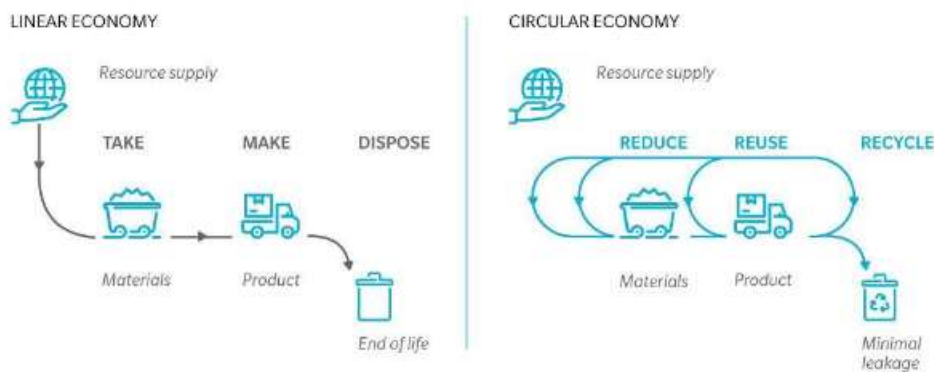 LINEAR ECONOMY
Resource supply
TAKE MAKE DISPOSE
Materials Product
End of life
CIRCULAR ECONOMY
Resource supply
REDUCE REUSE RECYCLE
Materials Product
Minimal
leakage